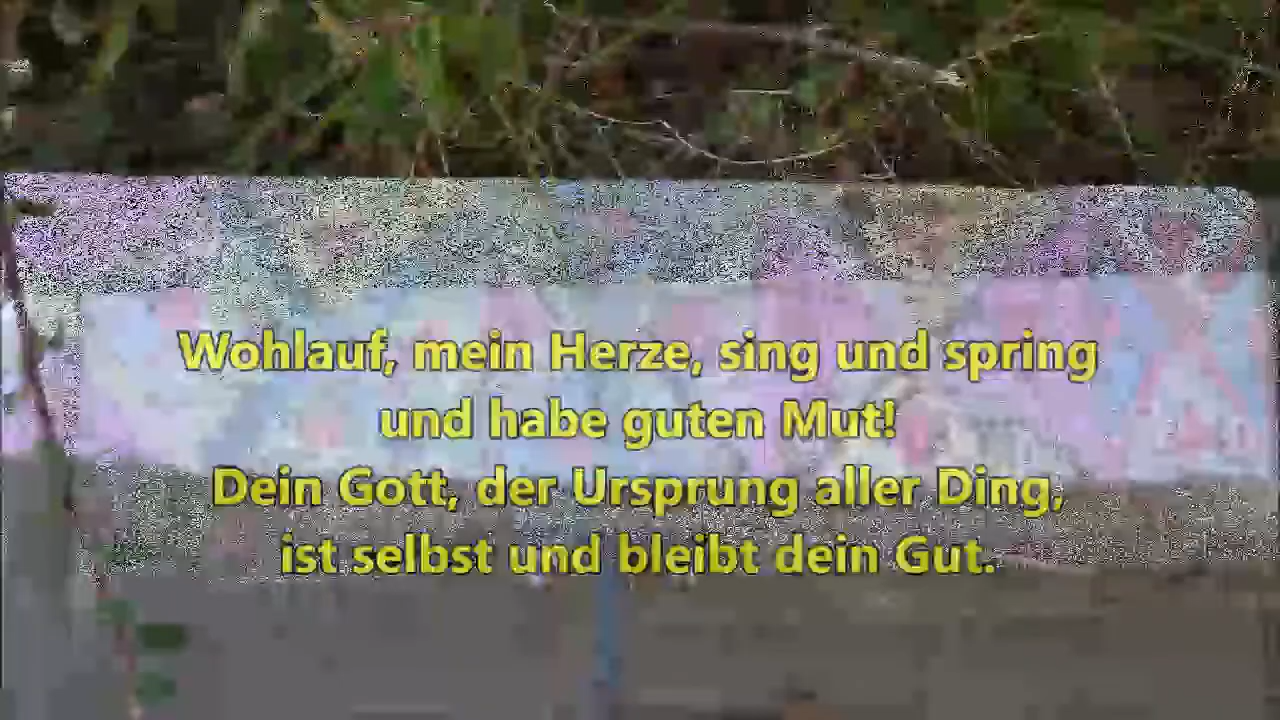 Wohlauf, mein Herze, sing und spring
und habe guten Mut!
Dein Gott, der Ursprung aller Ding,
ist selbst und bleibt dein Gut.